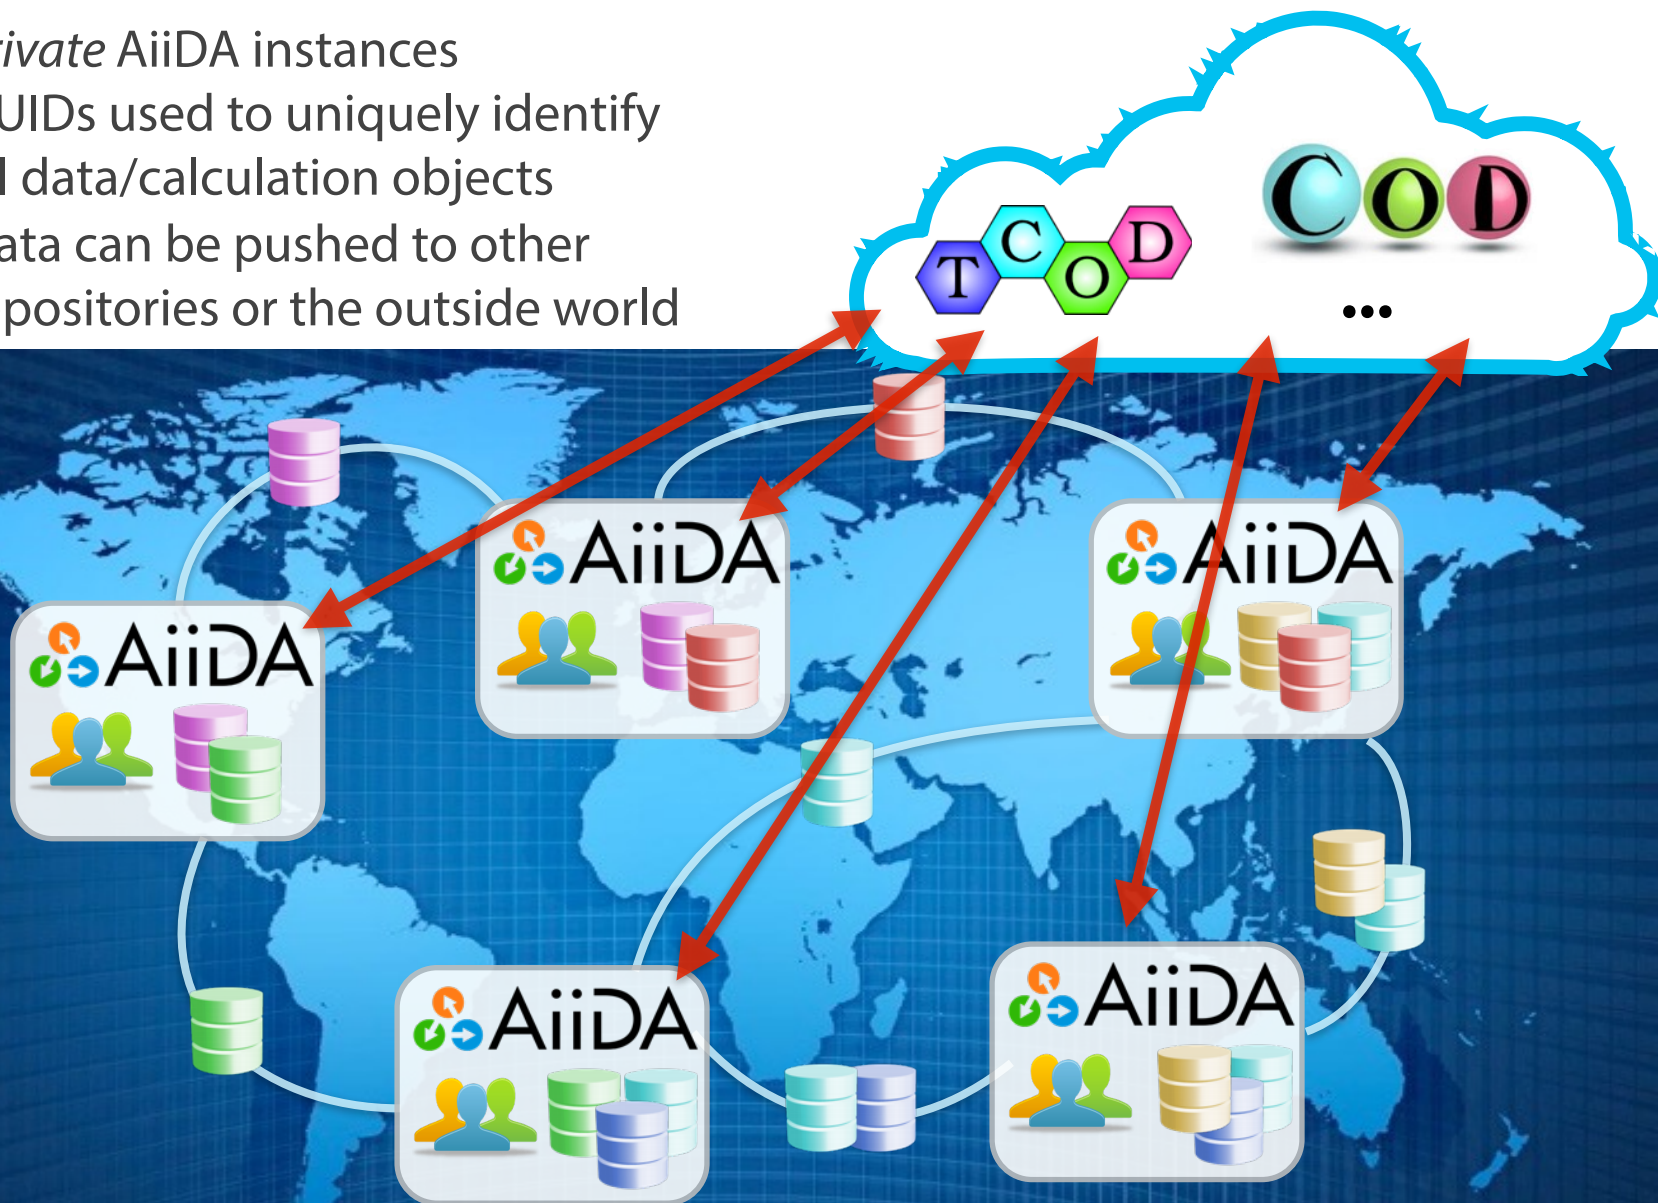 rivate AiiDA instances
UIDs used to uniquely identify
l data/calculation objects
ata can be pushed to other
positories or the outside world
TCOD
COD
...
AiiDA
AiiDA
AiiDA
AiiDA
AiiDA